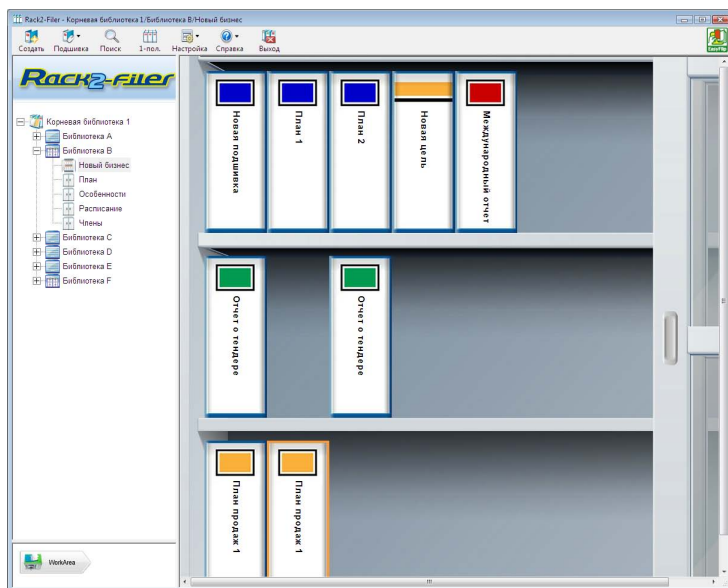 Rack2-Filer - Корневая библиотека 1/Библиотека B/Новый бизнес
Создать Подшивка Поиск 1-пол. Настройка Справка Выход
EasyFlip
Rack2-Filer
Корневая библиотека 1
Библиотека A
Библиотека B
Новый бизнес
План
Особенности
Расписание
Члены
Библиотека C
Библиотека D
Библиотека E
Библиотека F
Новая подшивка
План 1
План 2
Новая цель
Международный отчет
Отчет о тендере
Отчет о тендере
План продаж 1
План продаж 1
WorkArea